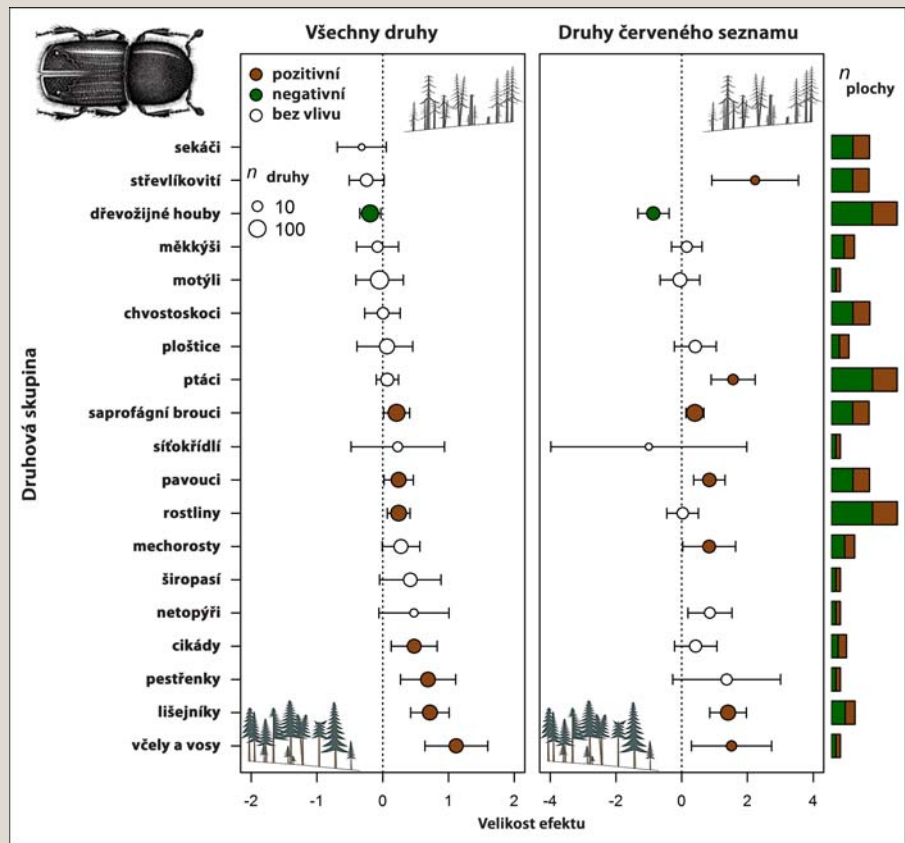 Všechny druhy
Druhy červeného seznamu
pozitivní
negativní
bez vlivu
n druhy
10
100
n plochy
Druhová skupina
sekáči
střevlíkovití
dřevožijné houby
měkkýši
motýli
chvostoskoci
ploštice
ptáci
saprofágní brouci
síťokřídlí
pavouci
rostliny
mechorosty
širopasí
netopýři
cikády
pestřenky
lišejníky
včely a vosy
-2 -1 0 1 2
-4 -2 0 2 4
Velikost efektu